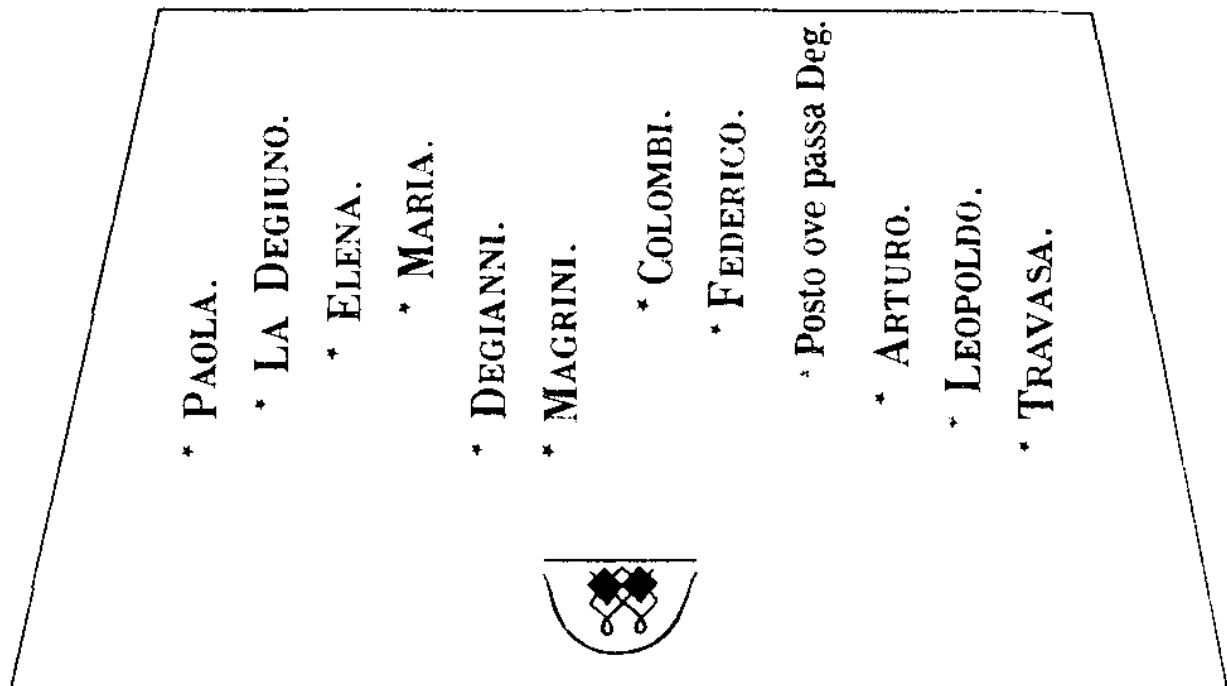 * PAOLA.
* LA DEGIUNO.
* ELENA.
* MARIA.
* DEGIANNI.
* MAGRINI.
* COLOMBI.
* FEDERICO.
* Posto ove passa Deg.
* ARTURO.
* LEOPOLDO.
* TRAVASA.